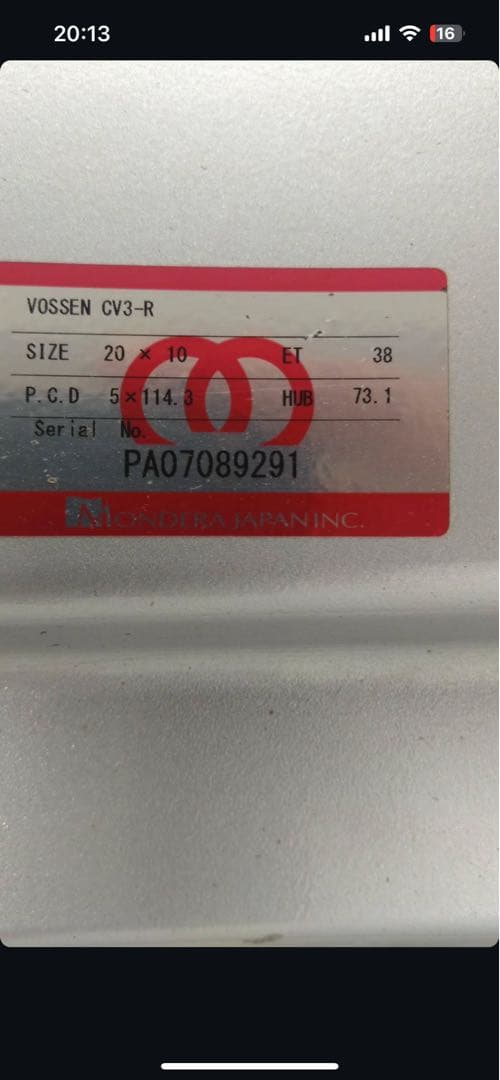 20:13
16
VOSSEN CV3-R
SIZE 20 × 10 ET 38
P.C.D 5×114.3 HUB 73.1
Serial No.
PA07089291
MONDERA JAPAN INC.